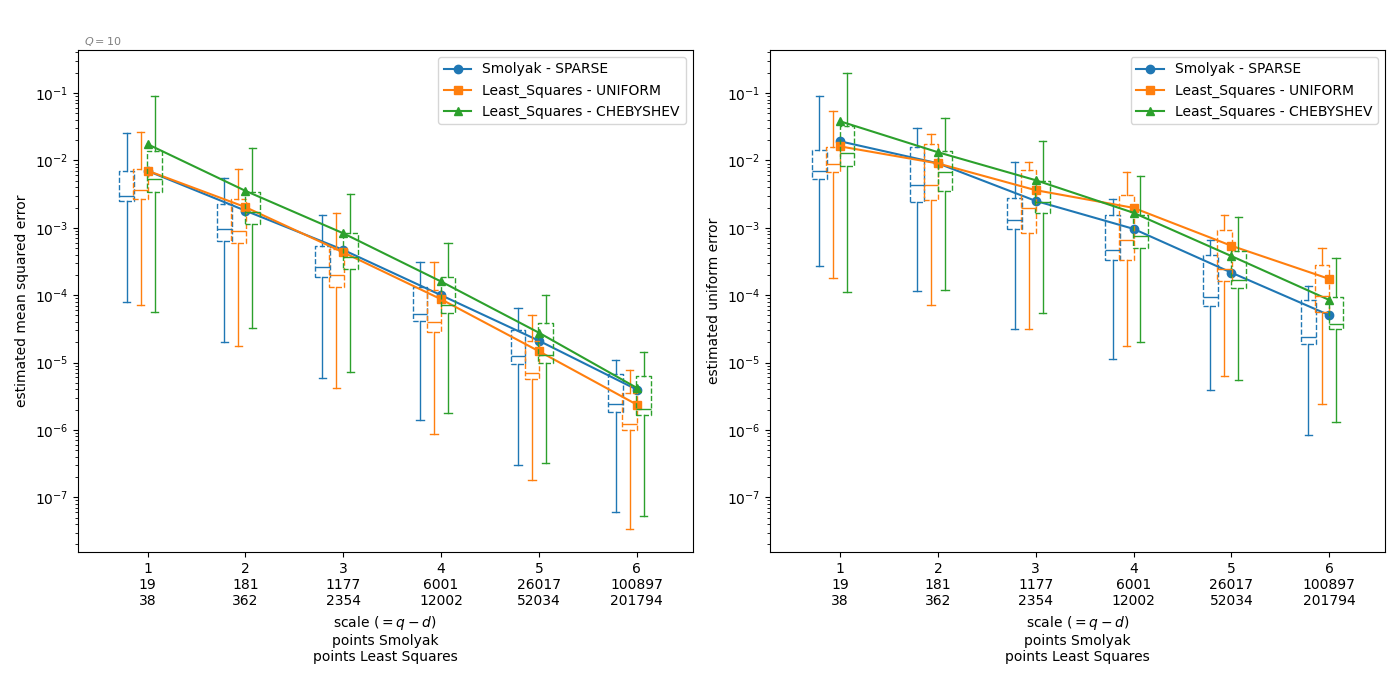 Q = 10
estimated mean squared error
10⁻¹
10⁻²
10⁻³
10⁻⁴
10⁻⁵
10⁻⁶
10⁻⁷
Smolyak - SPARSE
Least_Squares - UNIFORM
Least_Squares - CHEBYSHEV
1 2 3 4 5 6
19 181 1177 6001 26017 100897
38 362 2354 12002 52034 201794
scale (= q − d)
points Smolyak
points Least Squares
estimated uniform error
10⁻¹
10⁻²
10⁻³
10⁻⁴
10⁻⁵
10⁻⁶
10⁻⁷
Smolyak - SPARSE
Least_Squares - UNIFORM
Least_Squares - CHEBYSHEV
1 2 3 4 5 6
19 181 1177 6001 26017 100897
38 362 2354 12002 52034 201794
scale (= q − d)
points Smolyak
points Least Squares